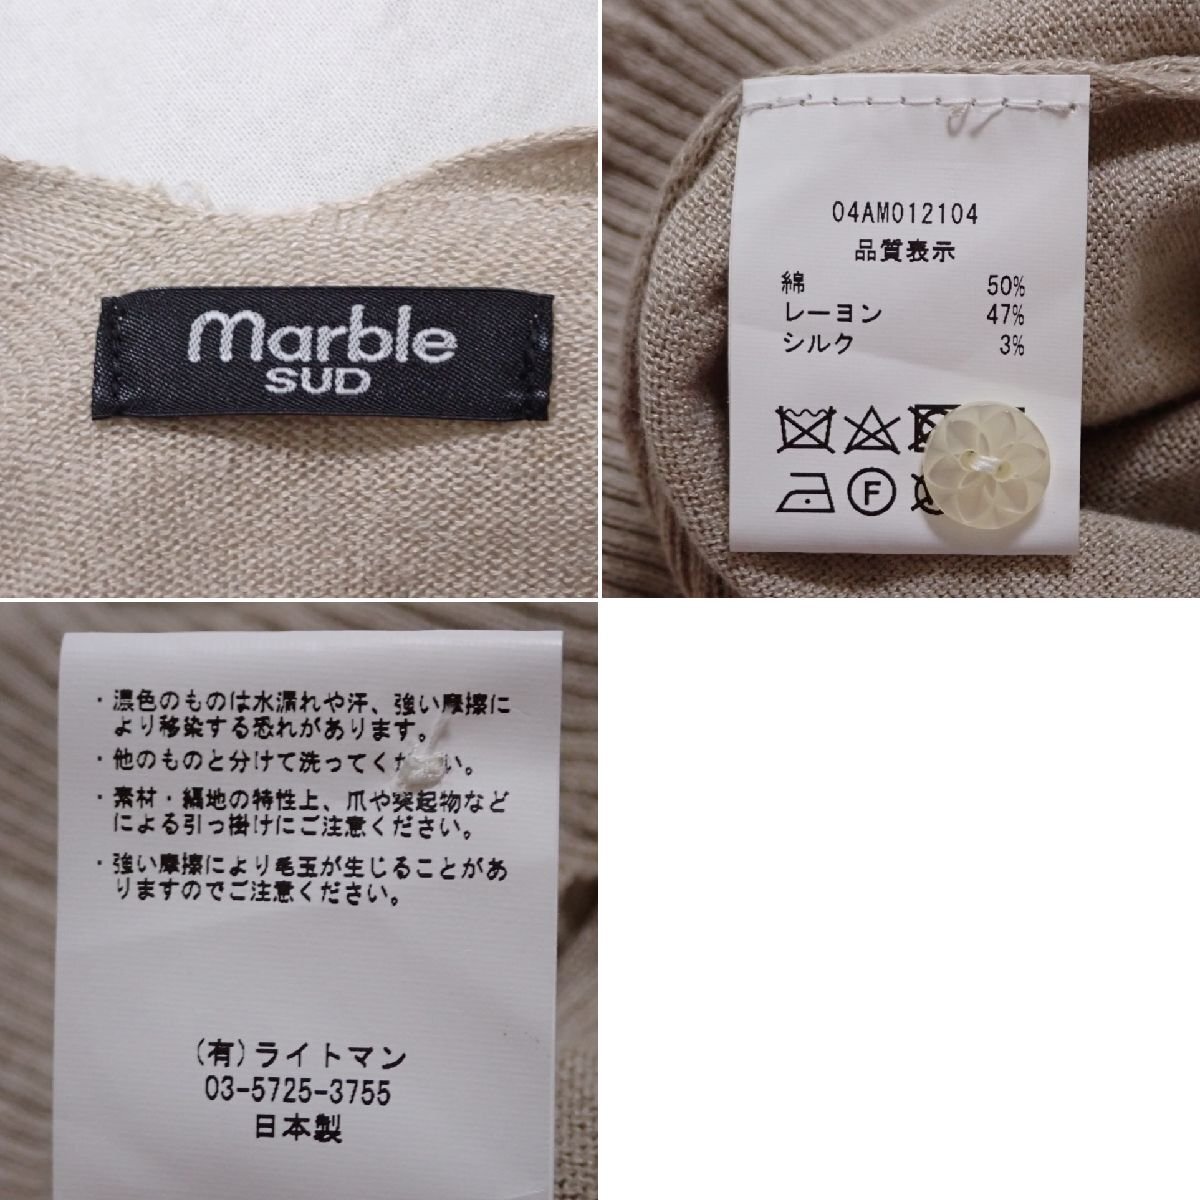 marble
SUD
04AM012104
品質表示
綿 50%
レーヨン 47%
シルク 3%
F
・濃色のものは水漏れや汗、強い摩擦に
より移染する恐れがあります。
・他のものと分けて洗ってください。
・素材・編地の特性上、爪や突起物など
による引っ掛けにご注意ください。
・強い摩擦により毛玉が生じることがあ
りますのでご注意ください。
(有)ライトマン
03-5725-3755
日本製